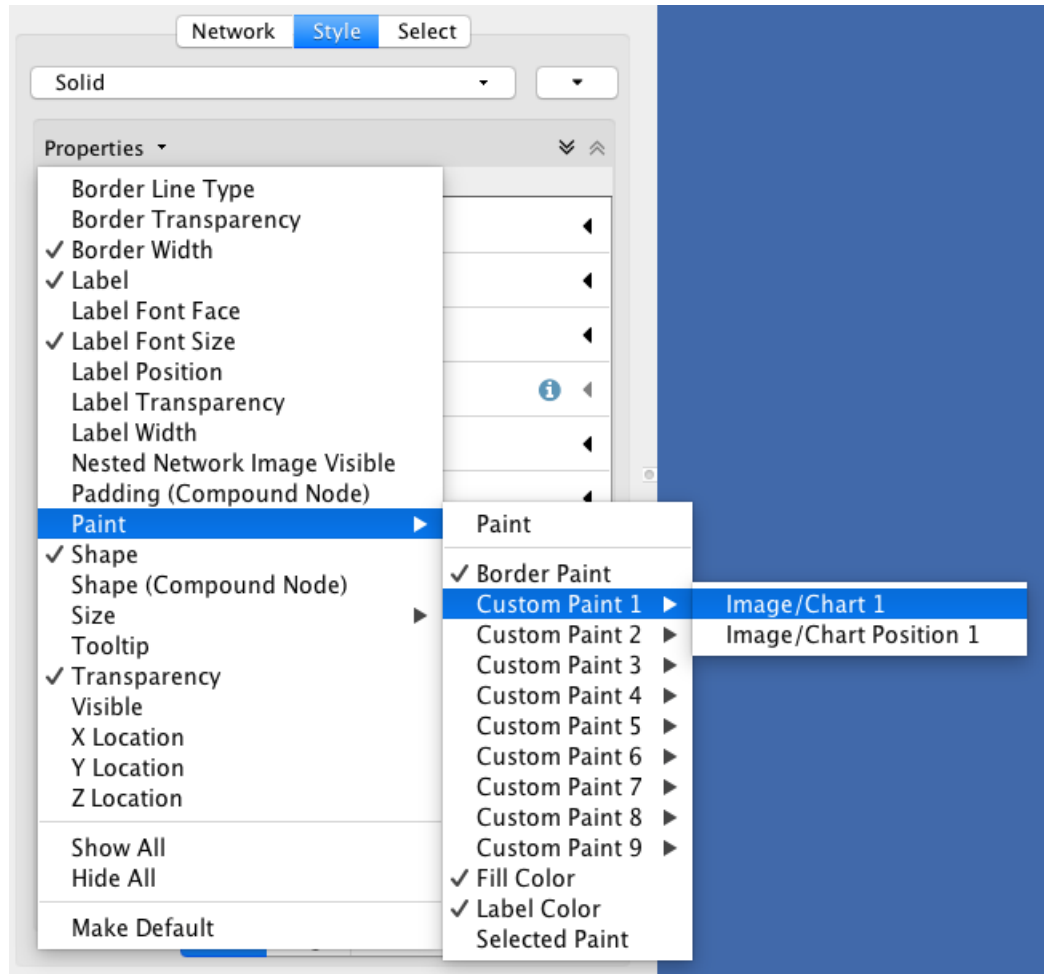 Network Style Select
Solid
Properties
Border Line Type
Border Transparency
✓ Border Width
✓ Label
Label Font Face
✓ Label Font Size
Label Position
Label Transparency
Label Width
Nested Network Image Visible
Padding (Compound Node)
Paint
✓ Shape
Shape (Compound Node)
Size
Tooltip
✓ Transparency
Visible
X Location
Y Location
Z Location
Show All
Hide All
Make Default
Paint
✓ Border Paint
Custom Paint 1
Custom Paint 2
Custom Paint 3
Custom Paint 4
Custom Paint 5
Custom Paint 6
Custom Paint 7
Custom Paint 8
Custom Paint 9
✓ Fill Color
✓ Label Color
Selected Paint
Image/Chart 1
Image/Chart Position 1